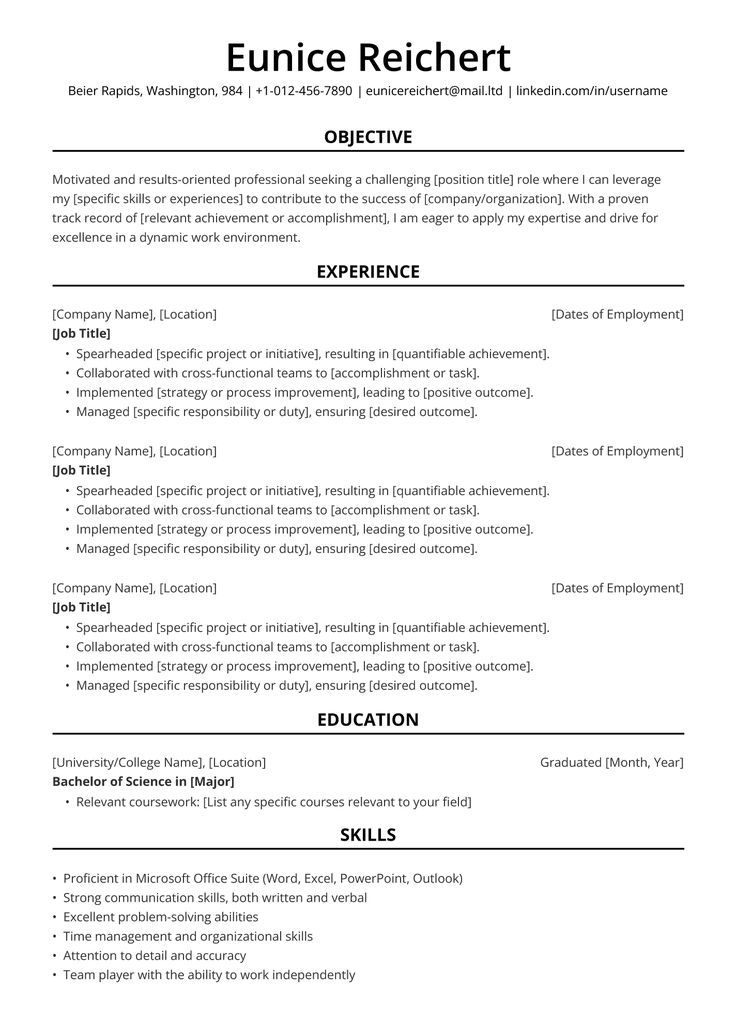 Eunice Reichert
Beier Rapids, Washington, 984 | +1-012-456-7890 | eunicereichert@mail.ltd | linkedin.com/in/username
OBJECTIVE
Motivated and results-oriented professional seeking a challenging [position title] role where I can leverage
my [specific skills or experiences] to contribute to the success of [company/organization]. With a proven
track record of [relevant achievement or accomplishment], I am eager to apply my expertise and drive for
excellence in a dynamic work environment.
EXPERIENCE
[Company Name], [Location] [Dates of Employment]
[Job Title]
• Spearheaded [specific project or initiative], resulting in [quantifiable achievement].
• Collaborated with cross-functional teams to [accomplishment or task].
• Implemented [strategy or process improvement], leading to [positive outcome].
• Managed [specific responsibility or duty], ensuring [desired outcome].
[Company Name], [Location] [Dates of Employment]
[Job Title]
• Spearheaded [specific project or initiative], resulting in [quantifiable achievement].
• Collaborated with cross-functional teams to [accomplishment or task].
• Implemented [strategy or process improvement], leading to [positive outcome].
• Managed [specific responsibility or duty], ensuring [desired outcome].
[Company Name], [Location] [Dates of Employment]
[Job Title]
• Spearheaded [specific project or initiative], resulting in [quantifiable achievement].
• Collaborated with cross-functional teams to [accomplishment or task].
• Implemented [strategy or process improvement], leading to [positive outcome].
• Managed [specific responsibility or duty], ensuring [desired outcome].
EDUCATION
[University/College Name], [Location] Graduated [Month, Year]
Bachelor of Science in [Major]
• Relevant coursework: [List any specific courses relevant to your field]
SKILLS
• Proficient in Microsoft Office Suite (Word, Excel, PowerPoint, Outlook)
• Strong communication skills, both written and verbal
• Excellent problem-solving abilities
• Time management and organizational skills
• Attention to detail and accuracy
• Team player with the ability to work independently